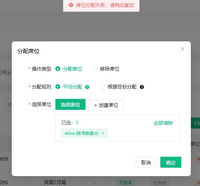 席位分配失败，请稍后重试
分配席位
* 操作类型 分配席位 移除席位
* 分配规则 平均分配 根据目标分配
* 选择席位 选择席位 + 创建席位
已选：1 全部清除
取消 确定